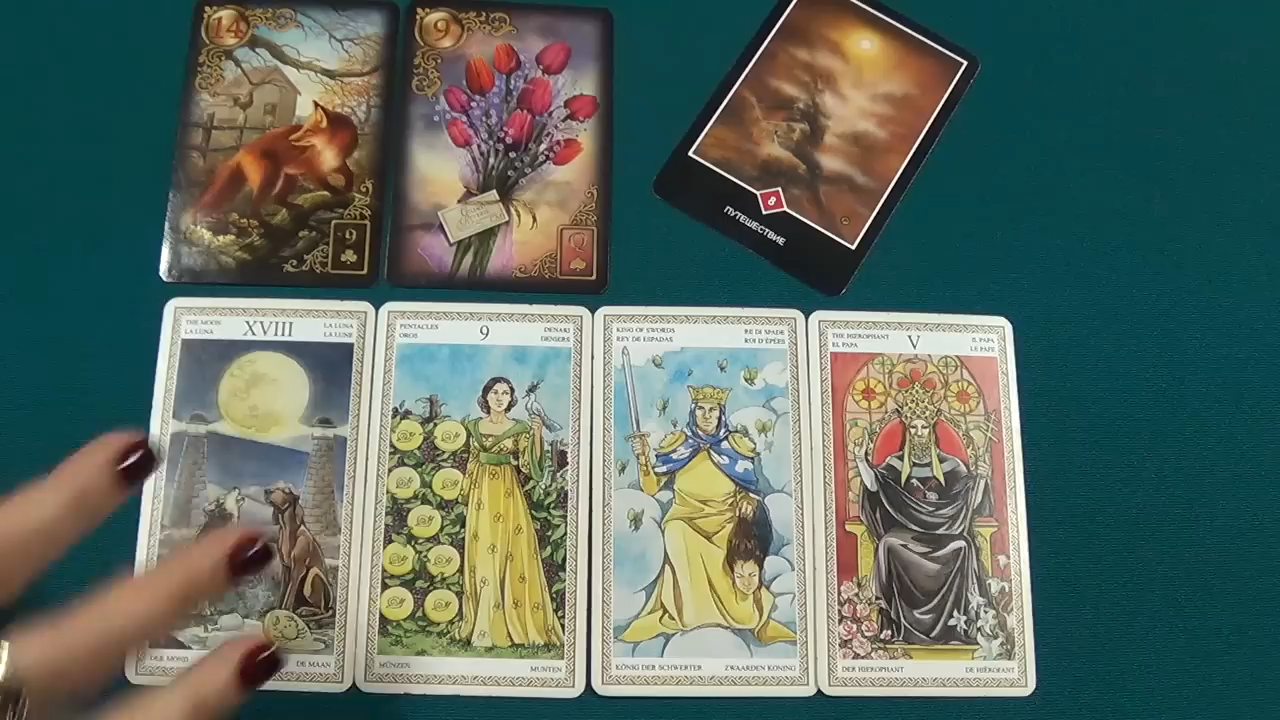 14
9
9
Q
8
ПУТЕШЕСТВИЕ
THE MOON
LA LUNA
XVIII
LA LUNA
LA LUNE
DER MOND
DE MAAN
PENTACLES
OROS
9
DENARI
DENIERS
MÜNZEN
MUNTEN
KING OF SWORDS
REY DE ESPADAS
RE DI SPADE
ROI D'ÉPÉES
KÖNIG DER SCHWERTER
ZWAARDEN KONING
THE HIEROPHANT
EL PAPA
V
IL PAPA
LE PAPE
DER HIEROPHANT
DE HIËROFANT